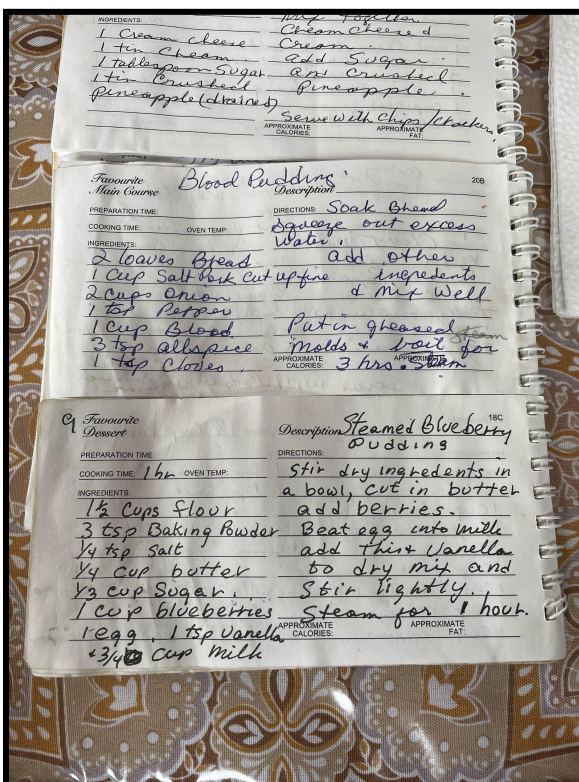 INGREDIENTS:
1 Cream cheese
1 tin Cream
1 tablespoon Sugar
1 tin Crushed
pineapple (drained)
Mix Together
Cream cheese &
Cream.
add Sugar
and Crushed
Pineapple.
Serve with Chips/Crackers.
APPROXIMATE CALORIES:
APPROXIMATE FAT:
Favourite
Main Course
Blood Pudding
Description
20B
PREPARATION TIME:
COOKING TIME: OVEN TEMP:
INGREDIENTS:
2 loaves Bread
1 Cup Salt Pork cut up fine
2 cups Onion
1 tsp Pepper
1 cup Blood
3 tsp allspice
1 tsp Cloves
DIRECTIONS: Soak Bread
Squeeze out excess
water.
add other
ingredents
& mix well
Put in greased
molds & boil for
steam
3 hrs. Steam
APPROXIMATE CALORIES:
APPROXIMATE
Favourite
Dessert
Description Steamed Blueberry
Pudding
18C
PREPARATION TIME:
COOKING TIME: 1 hr OVEN TEMP:
INGREDIENTS:
1 1/2 cups flour
3 tsp Baking Powder
1/4 tsp salt
1/4 cup butter
1/3 cup Sugar.
1 cup blueberries
1 egg, 1 tsp vanella
+ 3/4 cup milk
DIRECTIONS:
Stir dry ingredents in
a bowl, cut in butter
add berries.
Beat egg into milk
add this + Vanella
to dry mix and
Stir lightly.
Steam for 1 hour.
APPROXIMATE CALORIES:
APPROXIMATE FAT: